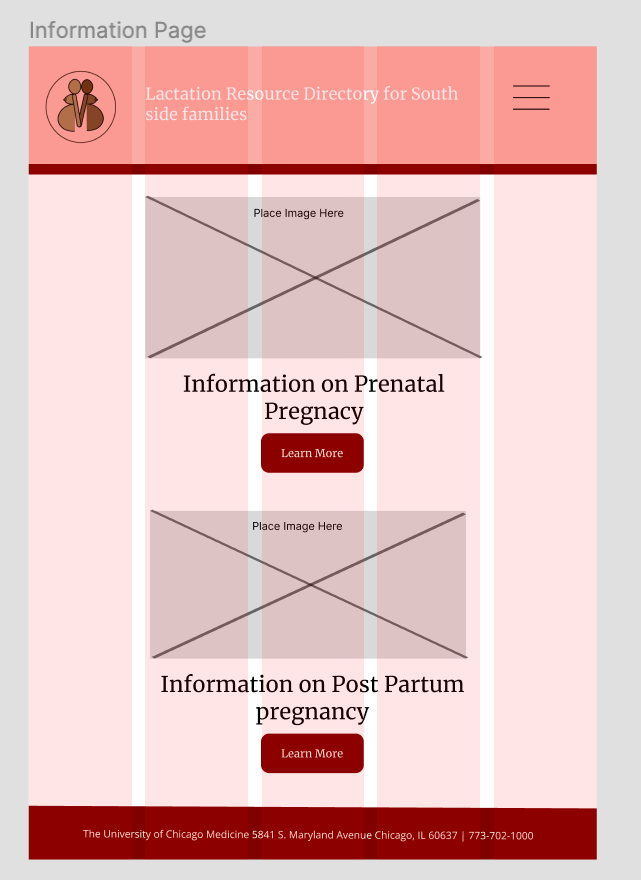 Information Page
Lactation Resource Directory for South
side families
Place Image Here
Information on Prenatal
Pregnacy
Learn More
Place Image Here
Information on Post Partum
pregnancy
Learn More
The University of Chicago Medicine 5841 S. Maryland Avenue Chicago, IL 60637 | 773-702-1000